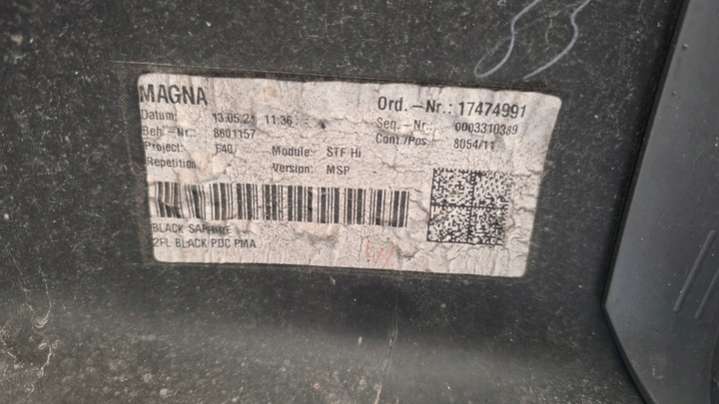 MAGNA
Ord.-Nr.: 17474991
Datum: 13.05.21 11:36 Seq.-Nr.: 0003310389
Beh-Nr.: 8601157 Cont./Pos 8054/11
Project: F40 Module: STF Hi
Repetition Version: MSP
BLACK SAPHIRE
2FL BLACK PDC PMA